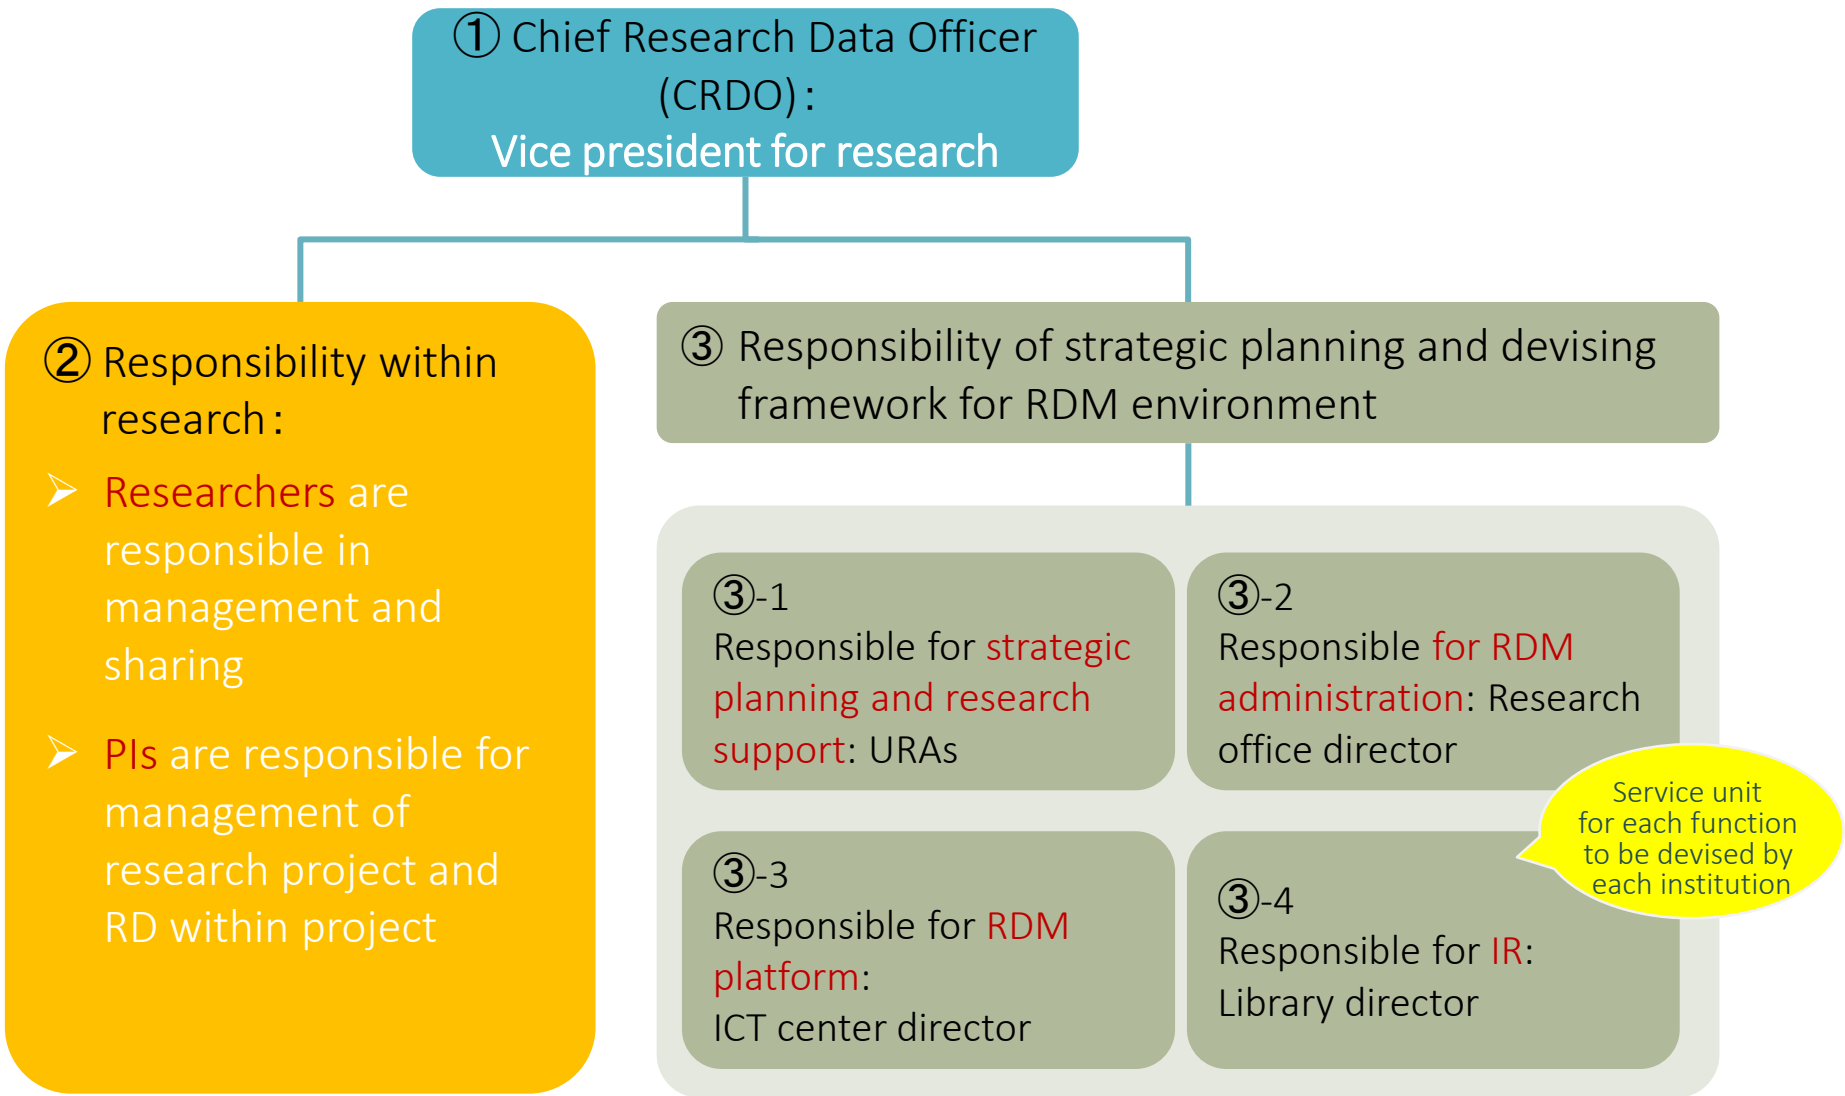 ① Chief Research Data Officer
(CRDO) :
Vice president for research
② Responsibility within
research :
➢ Researchers are
responsible in
management and
sharing
➢ PIs are responsible for
management of
research project and
RD within project
③ Responsibility of strategic planning and devising
framework for RDM environment
③-1
Responsible for strategic
planning and research
support: URAs
③-2
Responsible for RDM
administration: Research
office director
Service unit
for each function
to be devised by
each institution
③-3
Responsible for RDM
platform:
ICT center director
③-4
Responsible for IR:
Library director